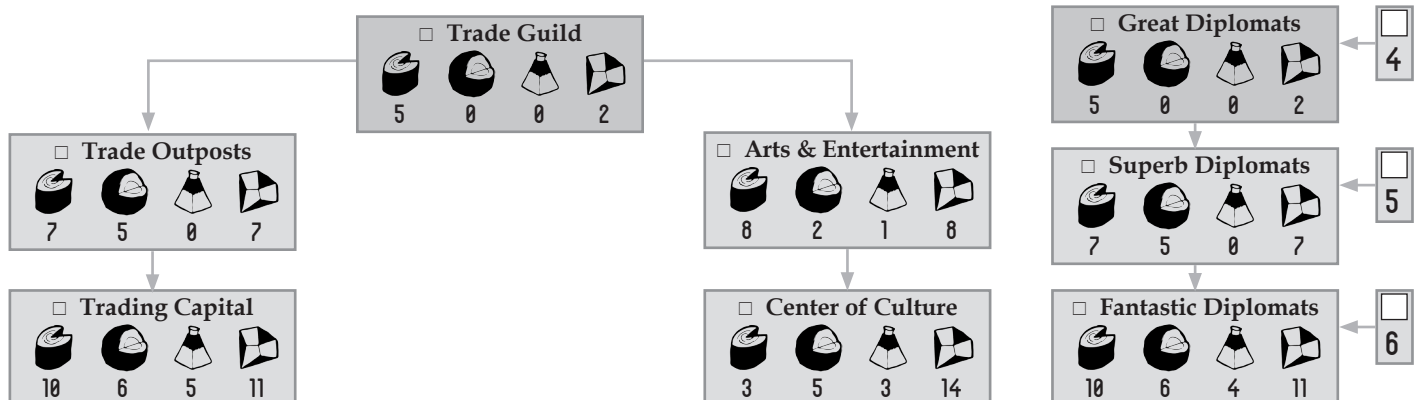 □ Trade Guild
5 0 0 2
□ Trade Outposts
7 5 0 7
□ Trading Capital
10 6 5 11
□ Arts & Entertainment
8 2 1 8
□ Center of Culture
3 5 3 14
□ Great Diplomats
5 0 0 2
4
□ Superb Diplomats
7 5 0 7
5
□ Fantastic Diplomats
10 6 4 11
6